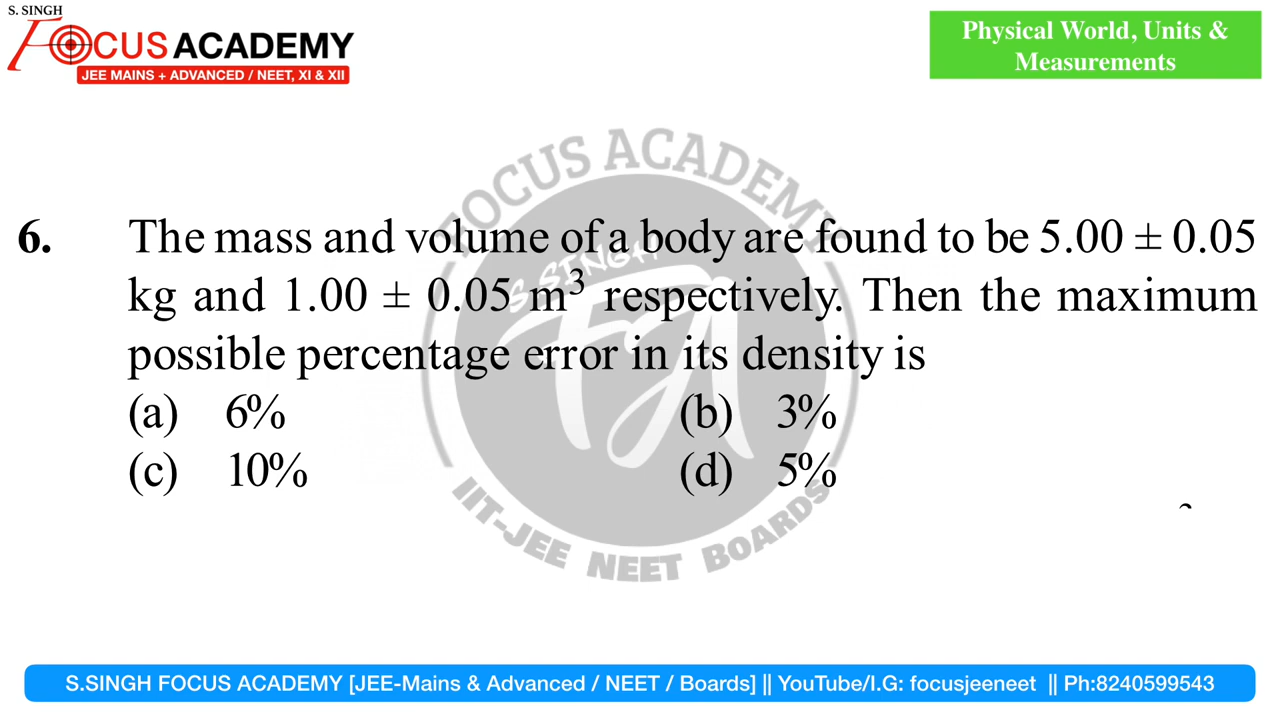 S. SINGH
FOCUS ACADEMY
JEE MAINS + ADVANCED / NEET, XI & XII
Physical World, Units &
Measurements
FOCUS ACADEMY
S.SINGH
6. The mass and volume of a body are found to be 5.00 ± 0.05
kg and 1.00 ± 0.05 m³ respectively. Then the maximum
possible percentage error in its density is
(a) 6% (b) 3%
(c) 10% (d) 5%
IIT-JEE NEET BOARDS
S.SINGH FOCUS ACADEMY [JEE-Mains & Advanced / NEET / Boards] || YouTube/I.G: focusjeeneet || Ph:8240599543